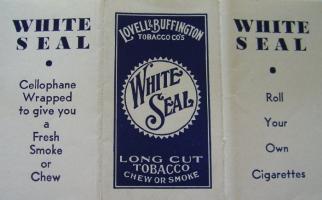 WHITE
SEAL
Cellophane
Wrapped
to give you
a
Fresh
Smoke
or
Chew
LOVELL & BUFFINGTON
TOBACCO CO'S
WHITE
SEAL
LONG CUT
TOBACCO
CHEW OR SMOKE
WHITE
SEAL
Roll
Your
Own
Cigarettes